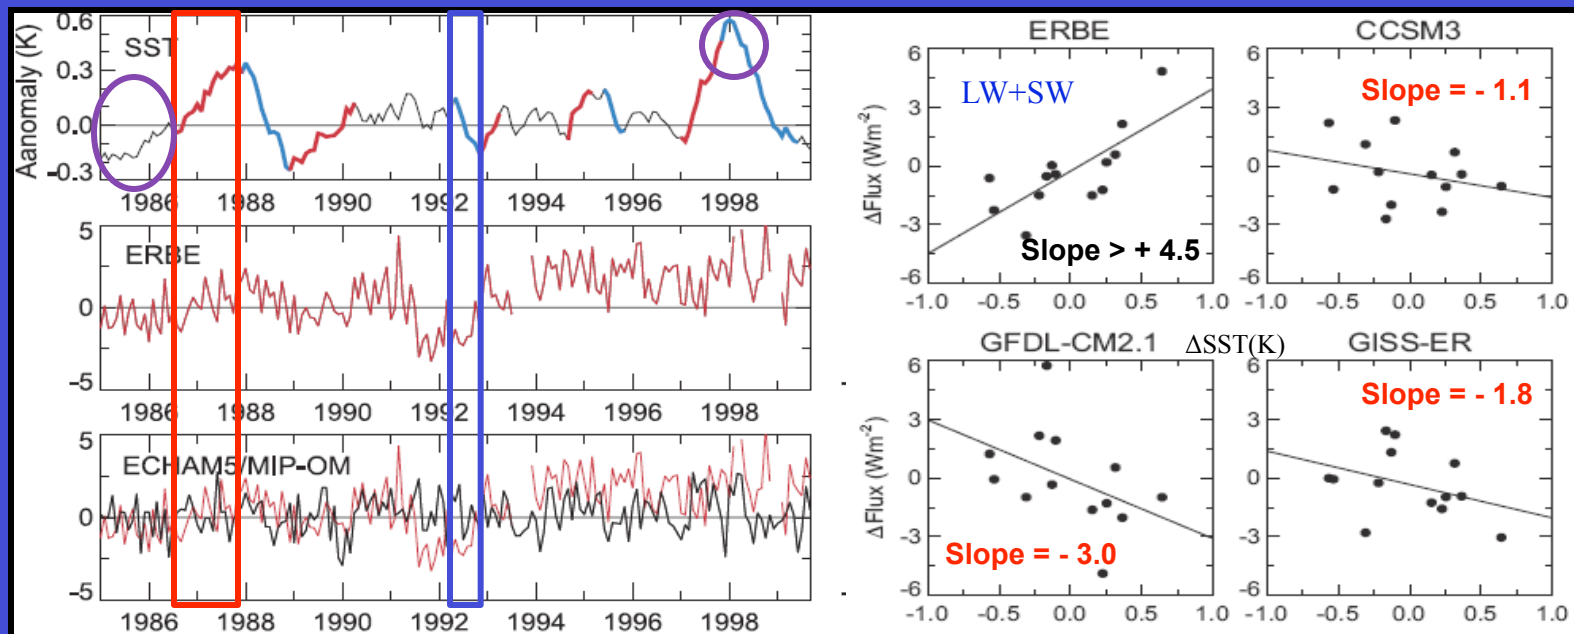 Aanomaly (K)
SST
0.6
0.3
0.0
-0.3
1986 1988 1990 1992 1994 1996 1998
ERBE
5
0
-5
1986 1988 1990 1992 1994 1996 1998
ECHAM5/MIP-OM
5
0
-5
1986 1988 1990 1992 1994 1996 1998
ERBE
LW+SW
ΔFlux (Wm-2)
6
3
0
-3
-6
Slope > + 4.5
-1.0 -0.5 0.0 0.5 1.0
CCSM3
Slope = - 1.1
6
3
0
-3
-6
-1.0 -0.5 0.0 0.5 1.0
GFDL-CM2.1
ΔSST(K)
ΔFlux (Wm-2)
6
3
0
-3
6
Slope = - 3.0
-1.0 -0.5 0.0 0.5 1.0
GISS-ER
Slope = - 1.8
6
3
0
-3
6
-1.0 -0.5 0.0 0.5 1.0